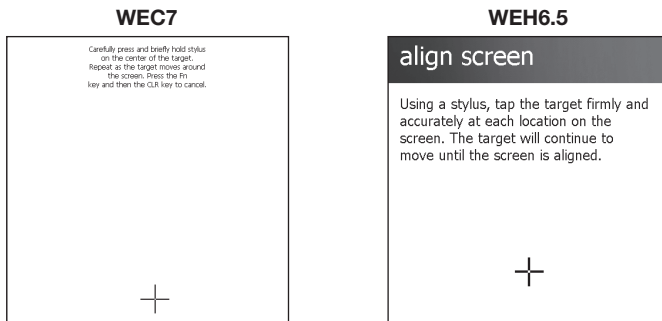 WEC7
Carefully press and briefly hold stylus
on the center of the target.
Repeat as the target moves around
the screen. Press the Fn
key and then the CLR key to cancel.
WEH6.5
align screen
Using a stylus, tap the target firmly and
accurately at each location on the
screen. The target will continue to
move until the screen is aligned.